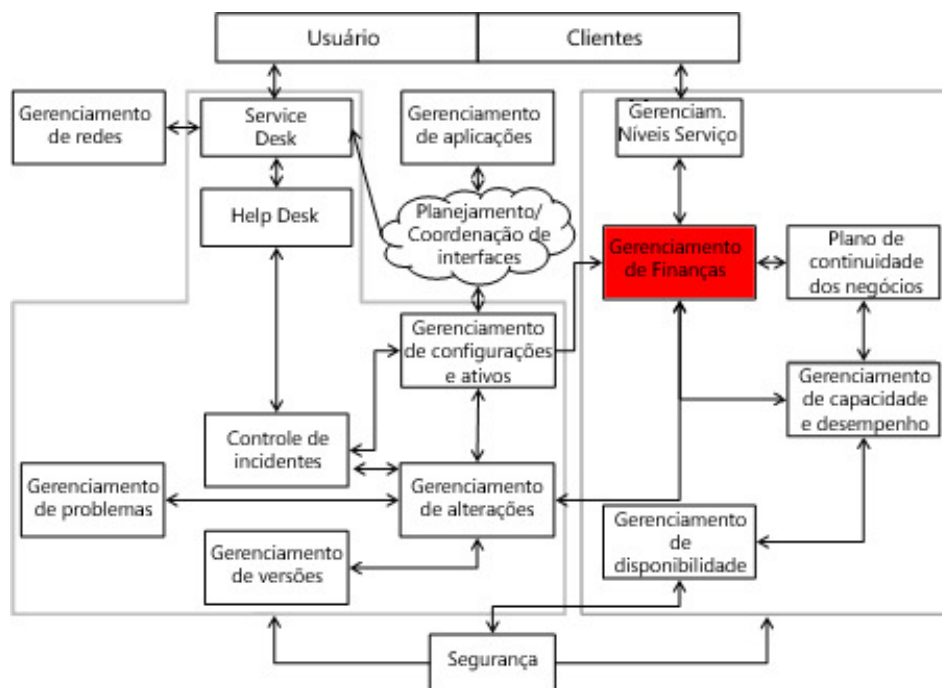 Usuário
Clientes
Gerenciamento
de redes
Service
Desk
Gerenciamento
de aplicações
Gerenciam.
Níveis Serviço
Help Desk
Planejamento/
Coordenação de
interfaces
Gerenciamento
de Finanças
Plano de
continuidade
dos negócios
Gerenciamento
de configurações
e ativos
Gerenciamento
de capacidade
e desempenho
Controle de
incidentes
Gerenciamento
de problemas
Gerenciamento
de alterações
Gerenciamento
de
disponibilidade
Gerenciamento
de versões
Segurança